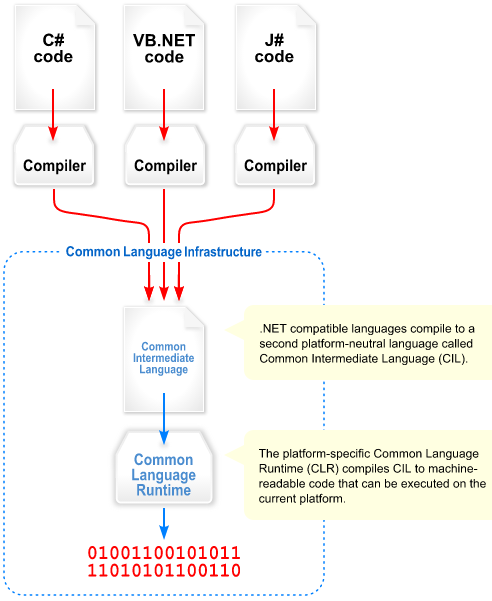 C#
code
VB.NET
code
J#
code
Compiler
Compiler
Compiler
Common Language Infrastructure
Common
Intermediate
Language
.NET compatible languages compile to a
second platform-neutral language called
Common Intermediate Language (CIL).
Common
Language
Runtime
The platform-specific Common Language
Runtime (CLR) compiles CIL to machine-
readable code that can be executed on the
current platform.
01001100101011
11010101100110